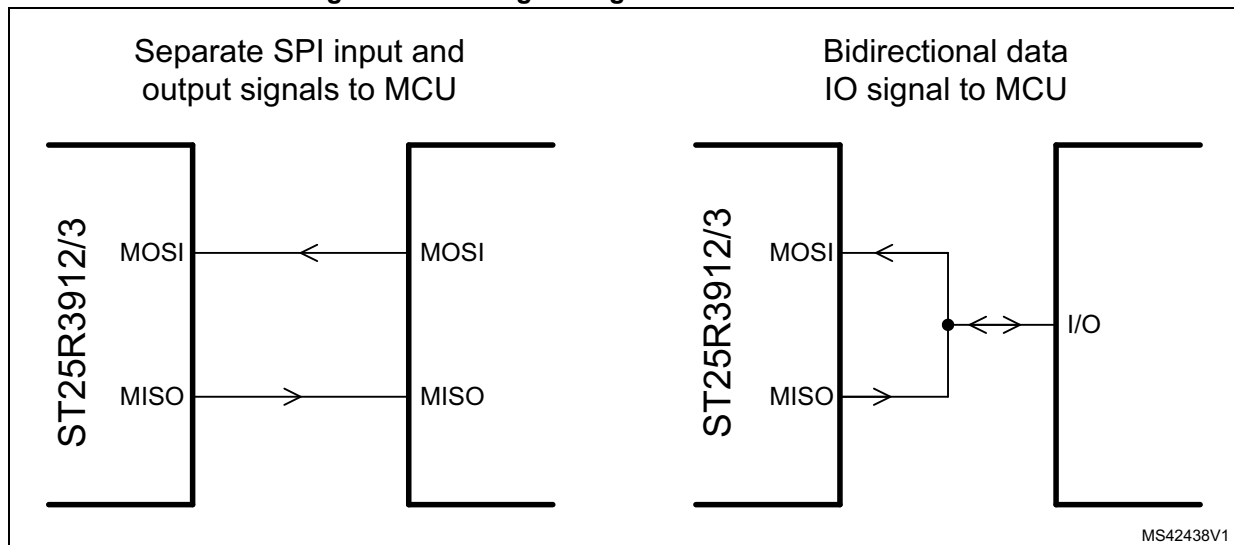 Separate SPI input and
output signals to MCU
ST25R3912/3
MOSI
MISO
MOSI
MISO
Bidirectional data
IO signal to MCU
ST25R3912/3
MOSI
MISO
I/O
MS42438V1